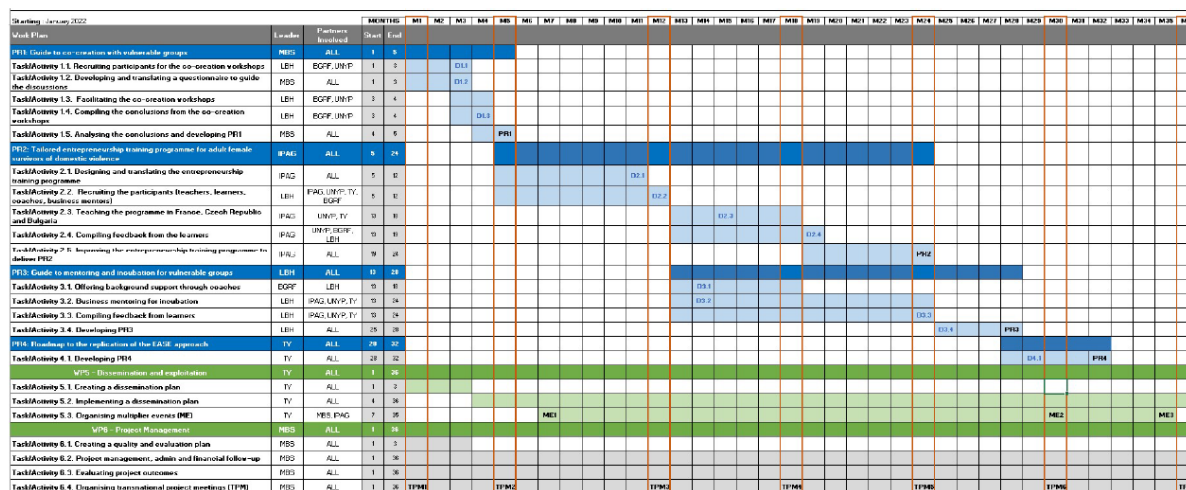 Starting : January 2022 MONTHS M1 M2 M3 M4 M5 M6 M7 M8 M9 M10 M11 M12 M13 M14 M15 M16 M17 M18 M19 M20 M21 M22 M23 M24 M25 M26 M27 M28 M29 M30 M31 M32 M33 M34 M35
Work Plan Leader Partners Involved Start End
PR1: Guide to co-creation with vulnerable groups MBS ALL 1 5
Task/Activity 1.1. Recruiting participants for the co-creation workshops LBH BGRF, UNYP 1 3 D1.1
Task/Activity 1.2. Developing and translating a questionnaire to guide the discussions MBS ALL 1 3 D1.2
Task/Activity 1.3. Facilitating the co-creation workshops LBH BGRF, UNYP 3 4
Task/Activity 1.4. Compiling the conclusions from the co-creation workshops LBH BGRF, UNYP 3 4 D1.3
Task/Activity 1.5. Analysing the conclusions and developing PR1 MBS ALL 4 5 PR1
PR2: Tailored entrepreneurship training programme for adult female survivors of domestic violence IPAG ALL 5 24
Task/Activity 2.1. Designing and translating the entrepreneurship training programme IPAG ALL 5 12 D2.1
Task/Activity 2.2. Recruiting the participants (teachers, learners, coaches, business mentors) LBH IPAG, UNYP, TY, BGRF 5 12 D2.2
Task/Activity 2.3. Teaching the programme in France, Czech Republic and Bulgaria IPAG UNYP, TY 13 18 D2.3
Task/Activity 2.4. Compiling feedback from the learners IPAG UNYP, BGRF, LBH 13 18 D2.4
Task/Activity 2.5. Improving the entrepreneurship training programme to deliver PR2 IPAG ALL 19 24 PR2
PR3: Guide to mentoring and incubation for vulnerable groups LBH ALL 13 28
Task/Activity 3.1. Offering background support through coaches BGRF LBH 13 18 D3.1
Task/Activity 3.2. Business mentoring for incubation LBH IPAG, UNYP, TY 13 24 D3.2
Task/Activity 3.3. Compiling feedback from learners LBH IPAG, UNYP, TY 13 24 D3.3
Task/Activity 3.4. Developing PR3 LBH ALL 25 28 D3.4 PR3
PR4: Roadmap to the replication of the EASE approach TY ALL 28 32
Task/Activity 4.1. Developing PR4 TY ALL 28 32 D4.1 PR4
WP5 - Dissemination and exploitation TY ALL 1 36
Task/Activity 5.1. Creating a dissemination plan TY ALL 1 3
Task/Activity 5.2. Implementing a dissemination plan TY ALL 4 36
Task/Activity 5.3. Organising multiplier events (ME) TY MBS, IPAG 7 35 ME1 ME2 ME3
WP6 - Project Management MBS ALL 1 36
Task/Activity 6.1. Creating a quality and evaluation plan MBS ALL 1 3
Task/Activity 6.2. Project management, admin and financial follow-up MBS ALL 1 36
Task/Activity 6.3. Evaluating project outcomes MBS ALL 1 36
Task/Activity 6.4. Organising transnational project meetings (TPM) MBS ALL 1 36 TPM1 TPM2 TPM3 TPM4 TPM5 TPM6